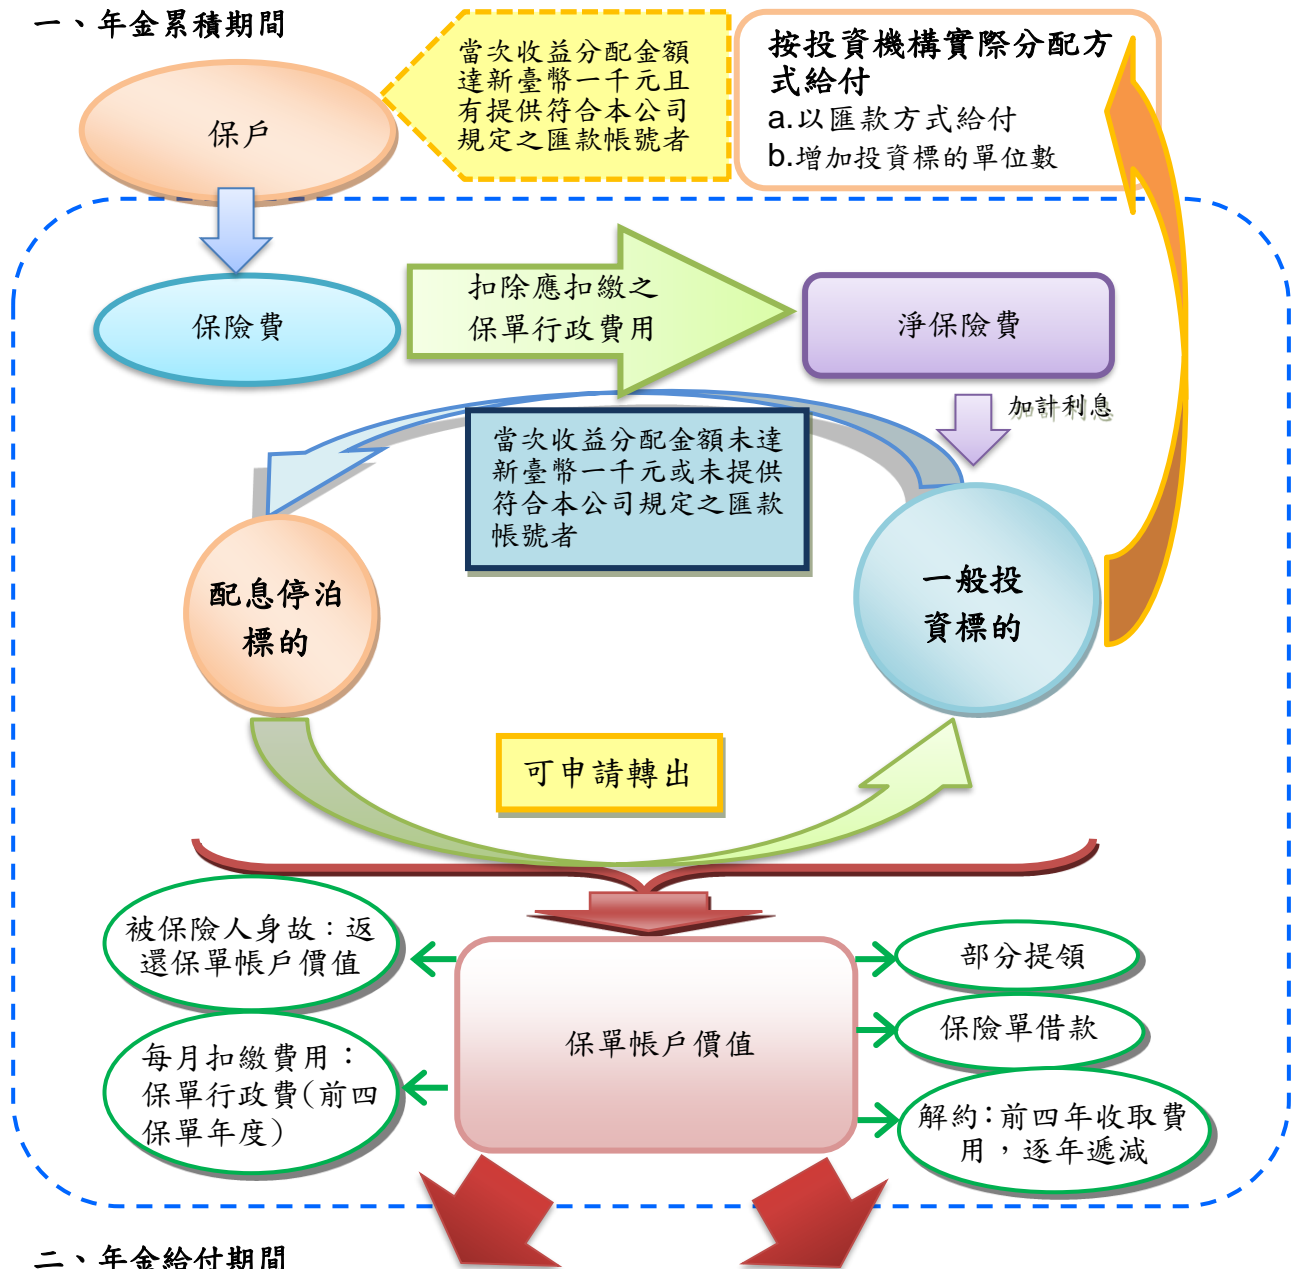 一、年金累積期間
保戶
當次收益分配金額
達新臺幣一千元且
有提供符合本公司
規定之匯款帳號者
按投資機構實際分配方
式給付
a.以匯款方式給付
b.增加投資標的單位數
保險費
扣除應扣繳之
保單行政費用
淨保險費
加計利息
當次收益分配金額未達
新臺幣一千元或未提供
符合本公司規定之匯款
帳號者
配息停泊
標的
一般投
資標的
可申請轉出
被保險人身故：返
還保單帳戶價值
每月扣繳費用：
保單行政費(前四
保單年度)
保單帳戶價值
部分提領
保險單借款
解約：前四年收取費
用，逐年遞減
二、年金給付期間